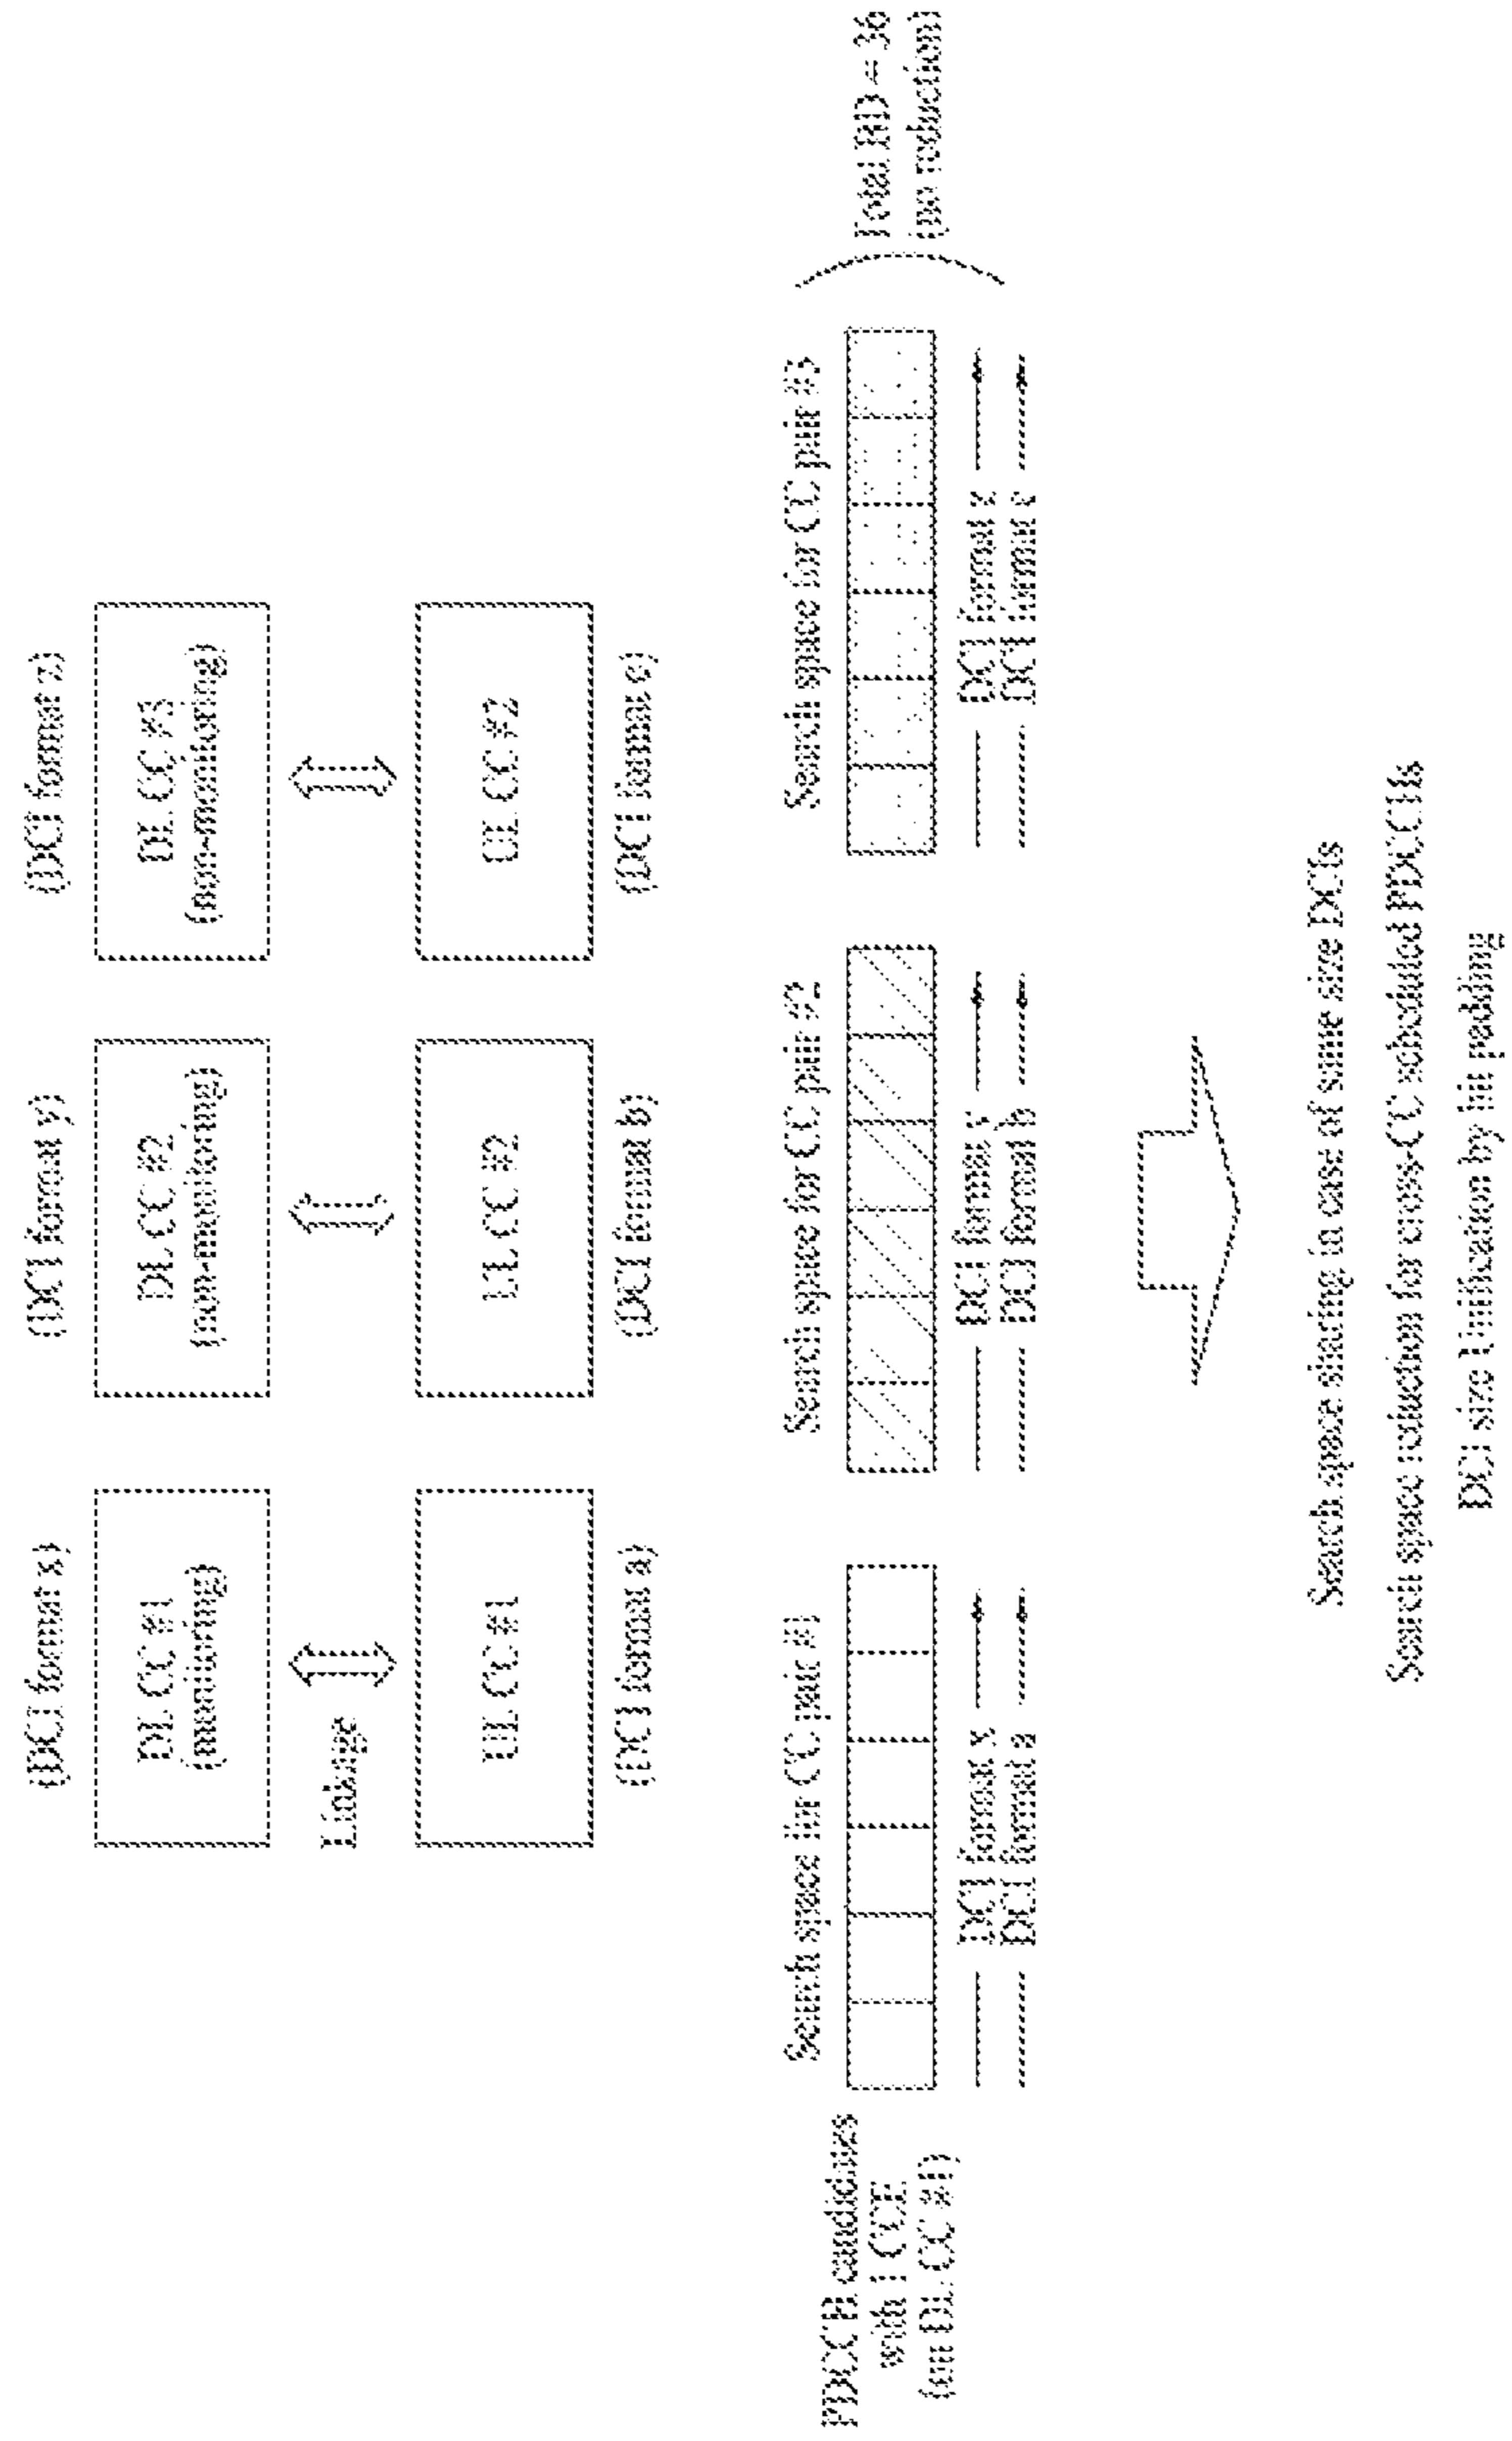 (DCI format x)
(DCI format y)
(DCI format z)
DL CC #1
(monitoring)
DL CC #2
(non-monitoring)
DL CC #3
(non-monitoring)
Linkage
UL CC #1
UL CC #2
UL CC #2
(DCI format a)
(DCI format b)
(DCI format c)
Search space for CC pair #1
Search space for CC pair #2
Search space for CC pair #3
PDCCH candidates
with 1 CCE
(on DL CC #1)
Total BD = 36
(no reduction)
DCI format x
DCI format a
DCI format y
DCI format b
DCI format z
DCI format c
Search space sharing in case of same size DCIs
Search space reduction for cross-CC scheduled PDCCHs
DCI size Unification by bit padding